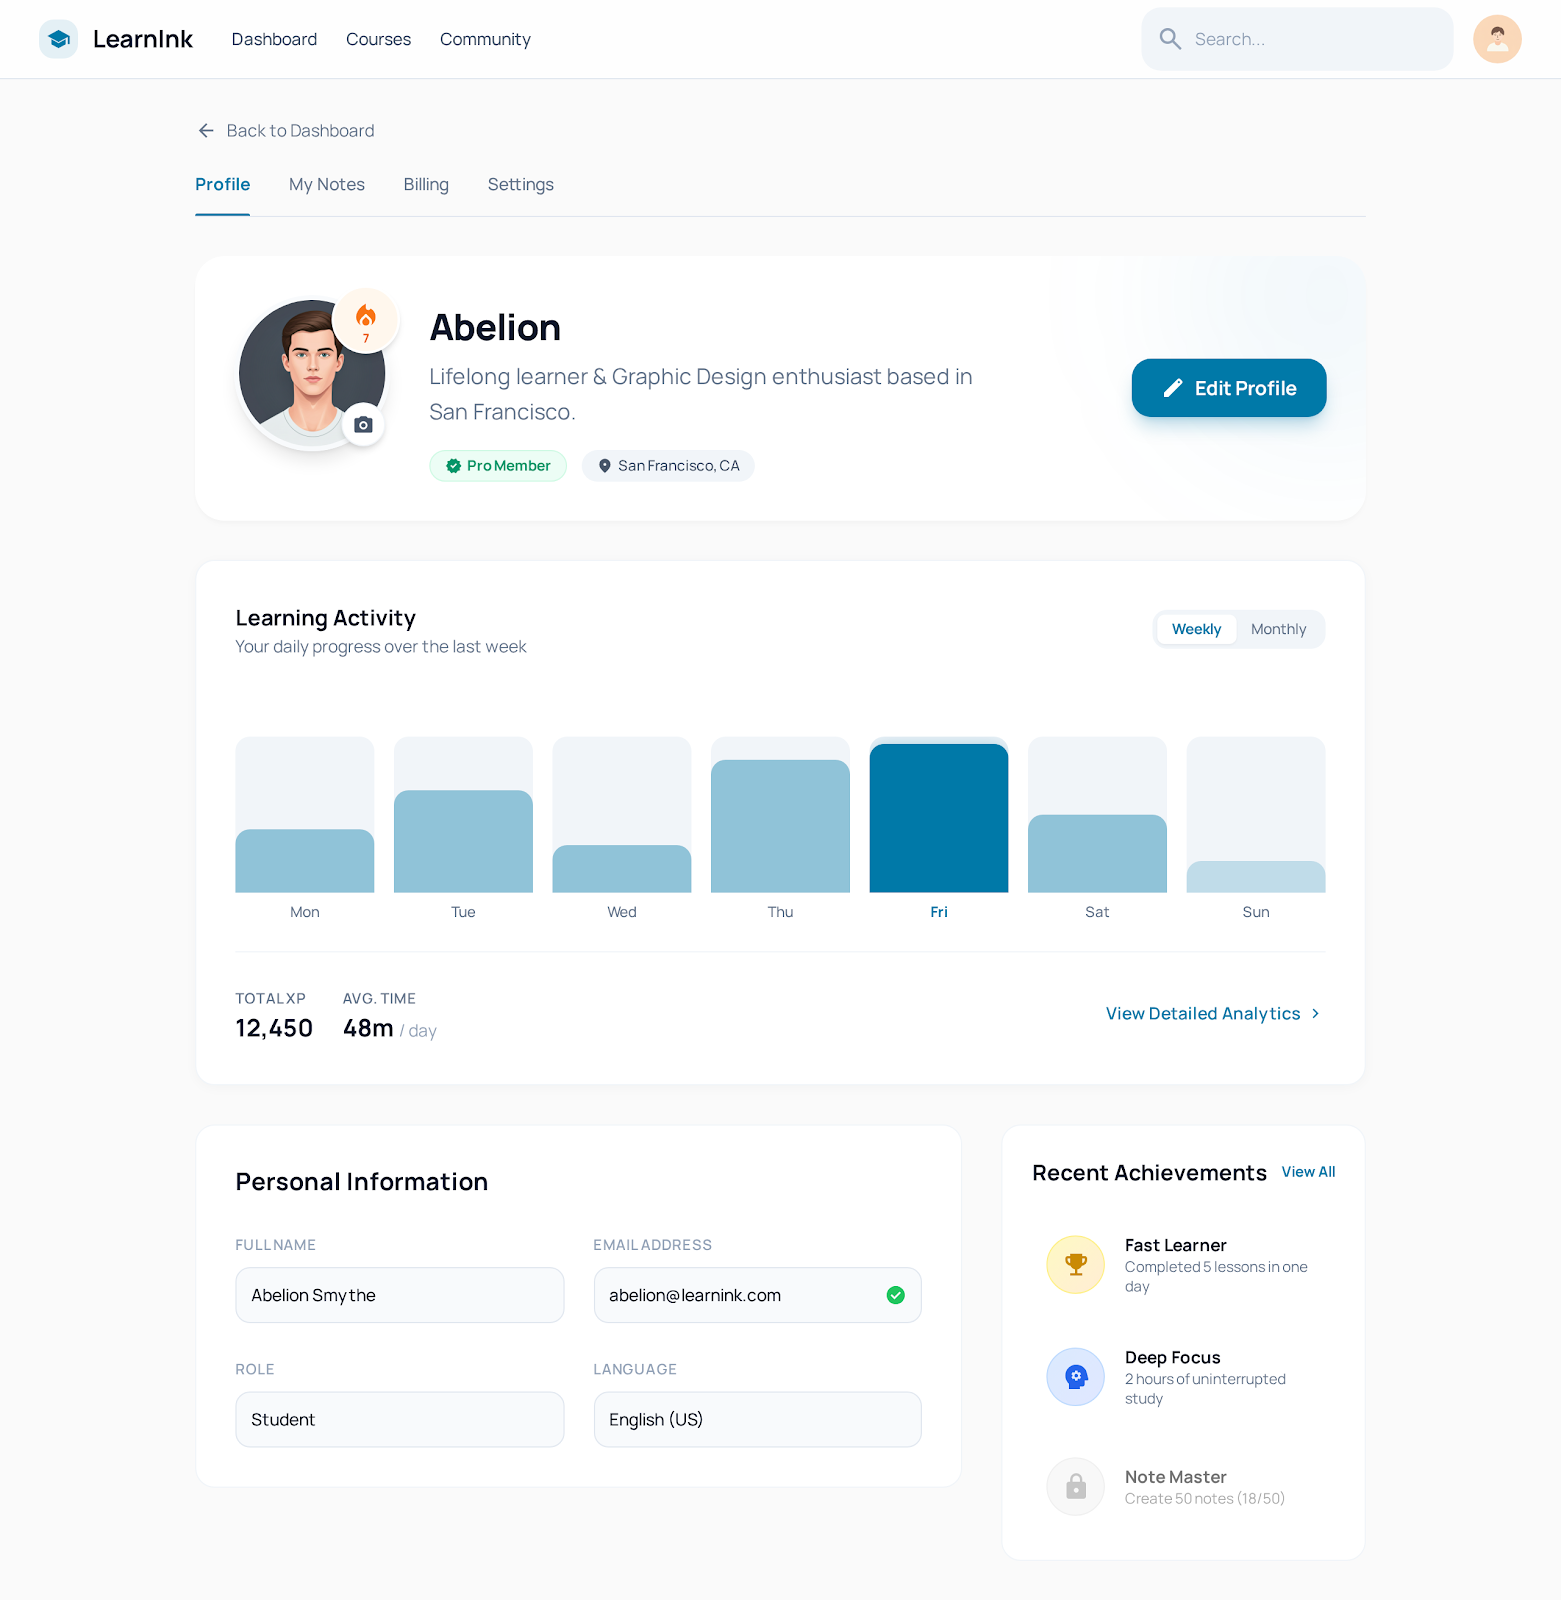 LearnInk
Dashboard
Courses
Community
Search...
Back to Dashboard
Profile
My Notes
Billing
Settings
7
Abelion
Lifelong learner & Graphic Design enthusiast based in
San Francisco.
Pro Member
San Francisco, CA
Edit Profile
Learning Activity
Your daily progress over the last week
Weekly
Monthly
Mon
Tue
Wed
Thu
Fri
Sat
Sun
TOTAL XP
12,450
AVG. TIME
48m / day
View Detailed Analytics
Personal Information
FULL NAME
Abelion Smythe
EMAIL ADDRESS
abelion@learnink.com
ROLE
Student
LANGUAGE
English (US)
Recent Achievements
View All
Fast Learner
Completed 5 lessons in one
day
Deep Focus
2 hours of uninterrupted
study
Note Master
Create 50 notes (18/50)